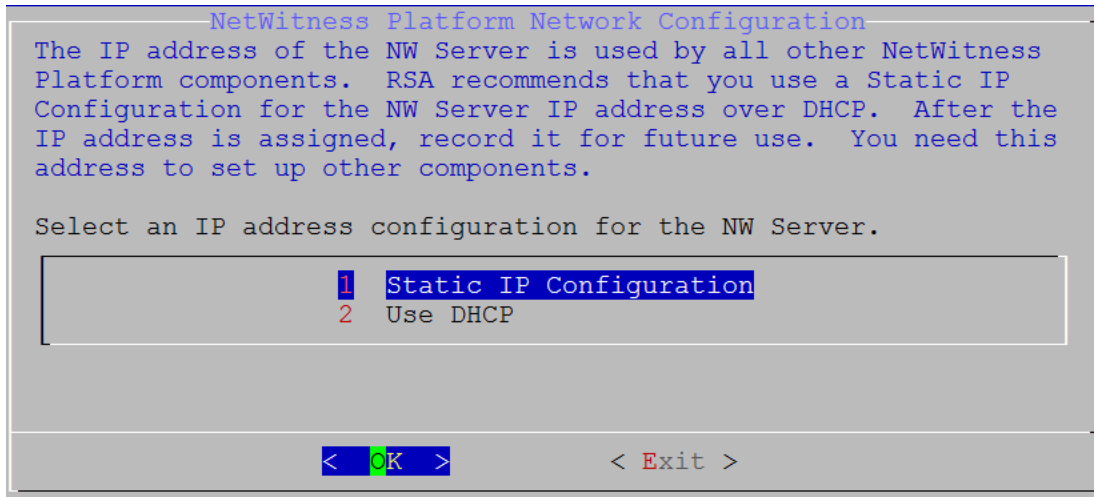 NetWitness Platform Network Configuration
The IP address of the NW Server is used by all other NetWitness
Platform components.  RSA recommends that you use a Static IP
Configuration for the NW Server IP address over DHCP.  After the
IP address is assigned, record it for future use.  You need this
address to set up other components.
Select an IP address configuration for the NW Server.
1  Static IP Configuration
2  Use DHCP
<  OK  >          < Exit >